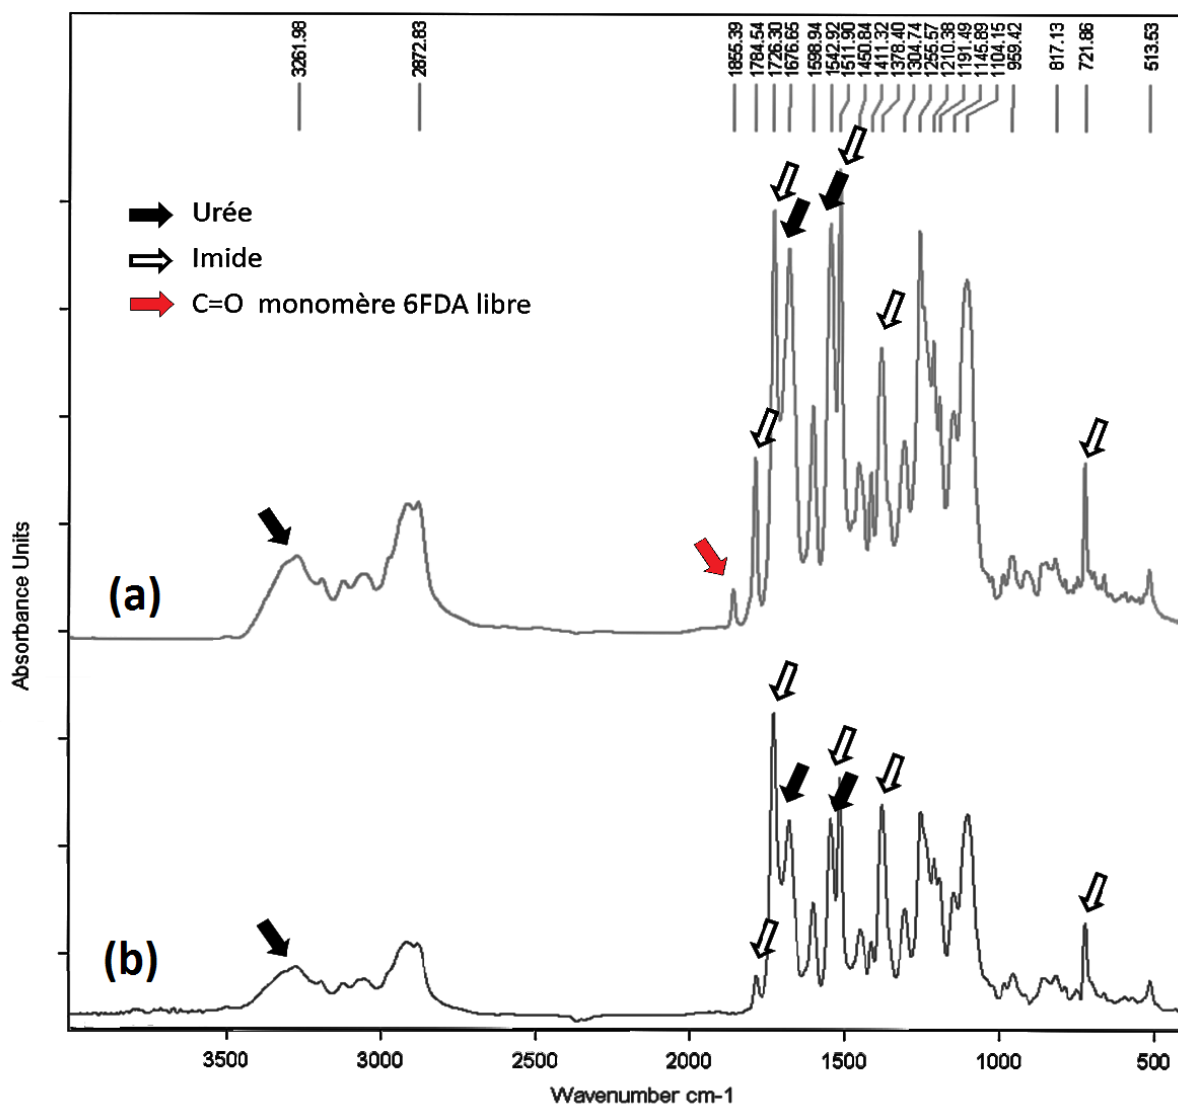 3261.98
2872.83
1855.39
1784.54
1726.30
1676.65
1598.94
1542.92
1511.90
1450.84
1411.32
1378.40
1304.74
1255.57
1210.38
1191.49
1145.89
1104.15
959.42
817.13
721.86
513.53
Urée
Imide
C=O monomère 6FDA libre
(a)
(b)
Absorbance Units
3500 3000 2500 2000 1500 1000 500
Wavenumber cm-1